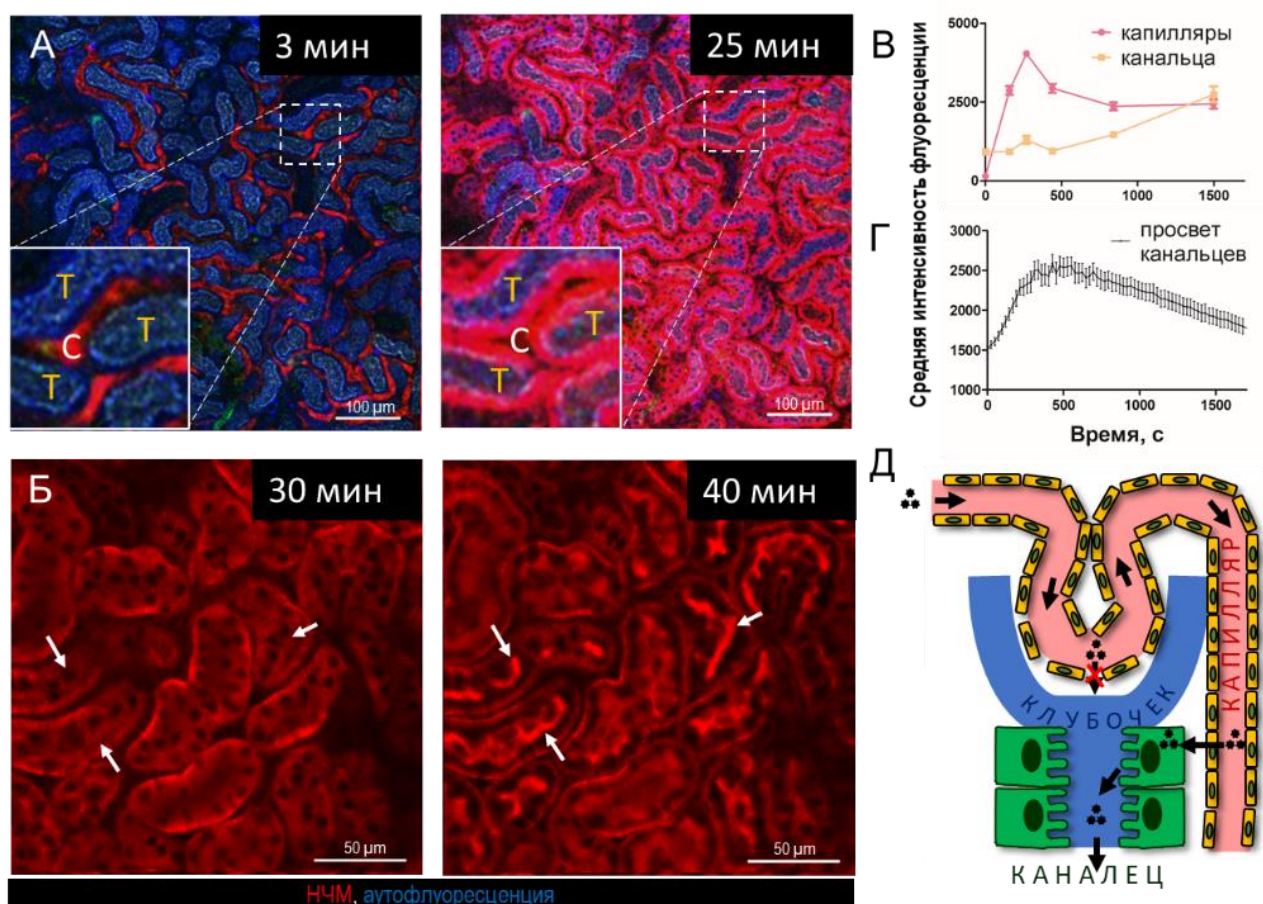 А
3 мин
25 мин
T
T
C
T
100 µm
T
T
C
T
100 µm
Б
30 мин
40 мин
50 µm
50 µm
НЧМ, аутофлуоресценция
В
капилляры
канальца
5000
2500
0
0
500
1000
1500
Г
просвет
канальцев
3000
2500
2000
1500
1000
0
500
1000
1500
Средняя интенсивность флуоресценции
Время, с
Д
КЛУБОЧЕК
КАПИЛЛЯР
КАНАЛЕЦ